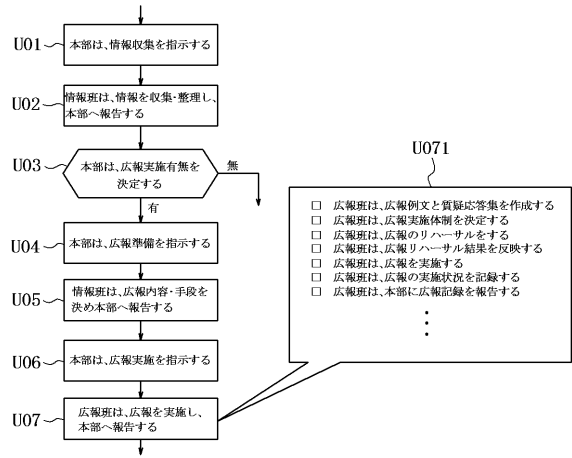 U01
本部は、情報収集を指示する
U02
情報班は、情報を収集・整理し、
本部へ報告する
U03
本部は、広報実施有無を
決定する
無
有
U04
本部は、広報準備を指示する
U05
情報班は、広報内容・手段を
決め本部へ報告する
U06
本部は、広報実施を指示する
U07
広報班は、広報を実施し、
本部へ報告する
U071
□ 広報班は、広報例文と質疑応答集を作成する
□ 広報班は、広報実施体制を決定する
□ 広報班は、広報のリハーサルをする
□ 広報班は、広報リハーサル結果を反映する
□ 広報班は、広報を実施する
□ 広報班は、広報の実施状況を記録する
□ 広報班は、本部に広報記録を報告する